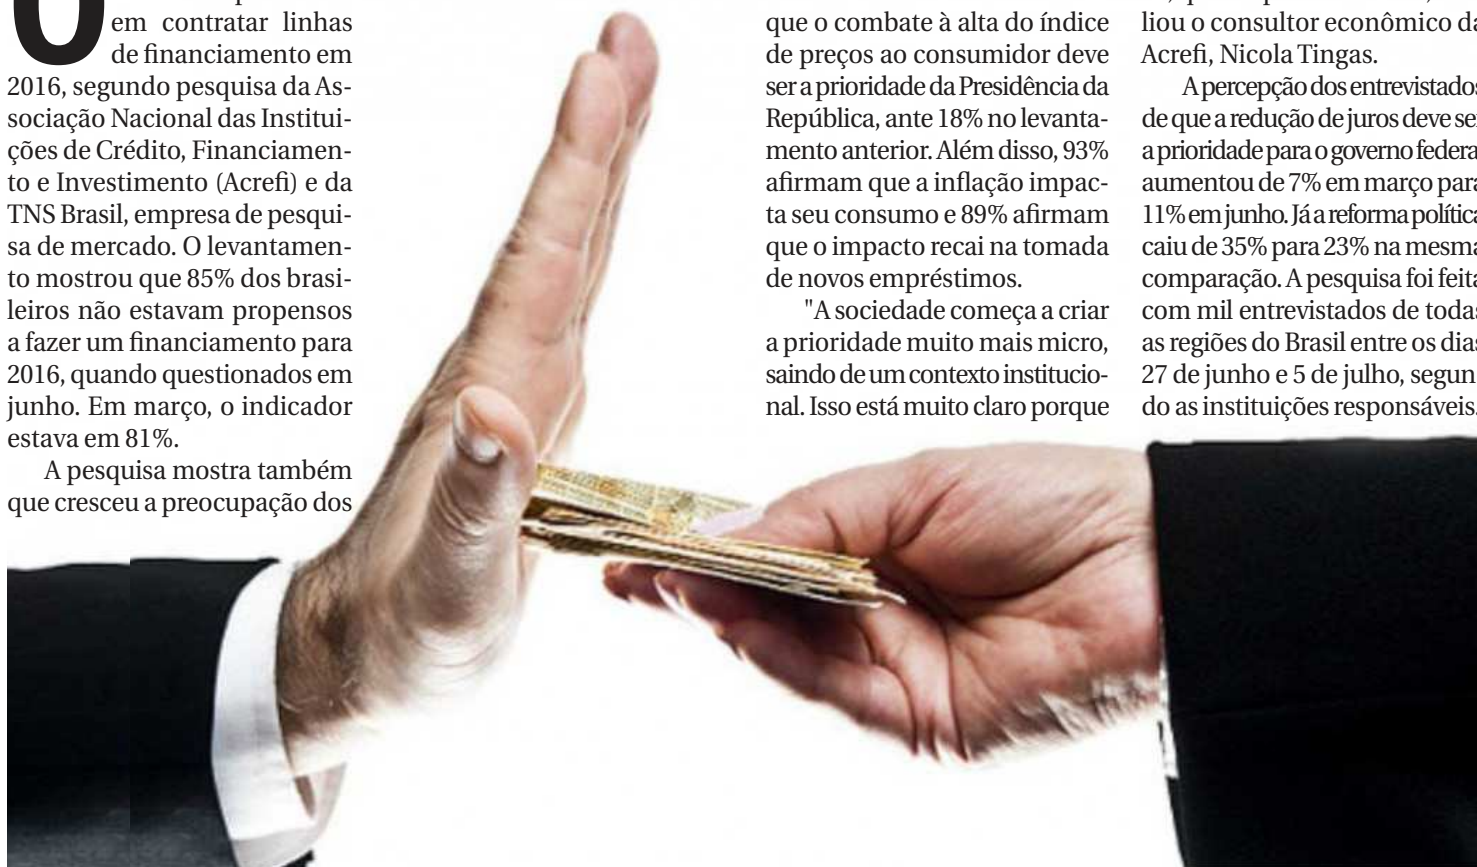 O
em contratar linhas
de financiamento em
2016, segundo pesquisa da As-
sociação Nacional das Institui-
ções de Crédito, Financiamen-
to e Investimento (Acrefi) e da
TNS Brasil, empresa de pesqui-
sa de mercado. O levantamen-
to mostrou que 85% dos brasi-
leiros não estavam propensos
a fazer um financiamento para
2016, quando questionados em
junho. Em março, o indicador
estava em 81%.
A pesquisa mostra também
que cresceu a preocupação dos
que o combate à alta do índice
de preços ao consumidor deve
ser a prioridade da Presidência da
República, ante 18% no levanta-
mento anterior. Além disso, 93%
afirmam que a inflação impac-
ta seu consumo e 89% afirmam
que o impacto recai na tomada
de novos empréstimos.
"A sociedade começa a criar
a prioridade muito mais micro,
saindo de um contexto institucio-
nal. Isso está muito claro porque
liou o consultor econômico da
Acrefi, Nicola Tingas.
A percepção dos entrevistados
de que a redução de juros deve ser
a prioridade para o governo federal
aumentou de 7% em março para
11% em junho. Já a reforma política
caiu de 35% para 23% na mesma
comparação. A pesquisa foi feita
com mil entrevistados de todas
as regiões do Brasil entre os dias
27 de junho e 5 de julho, segun-
do as instituições responsáveis.